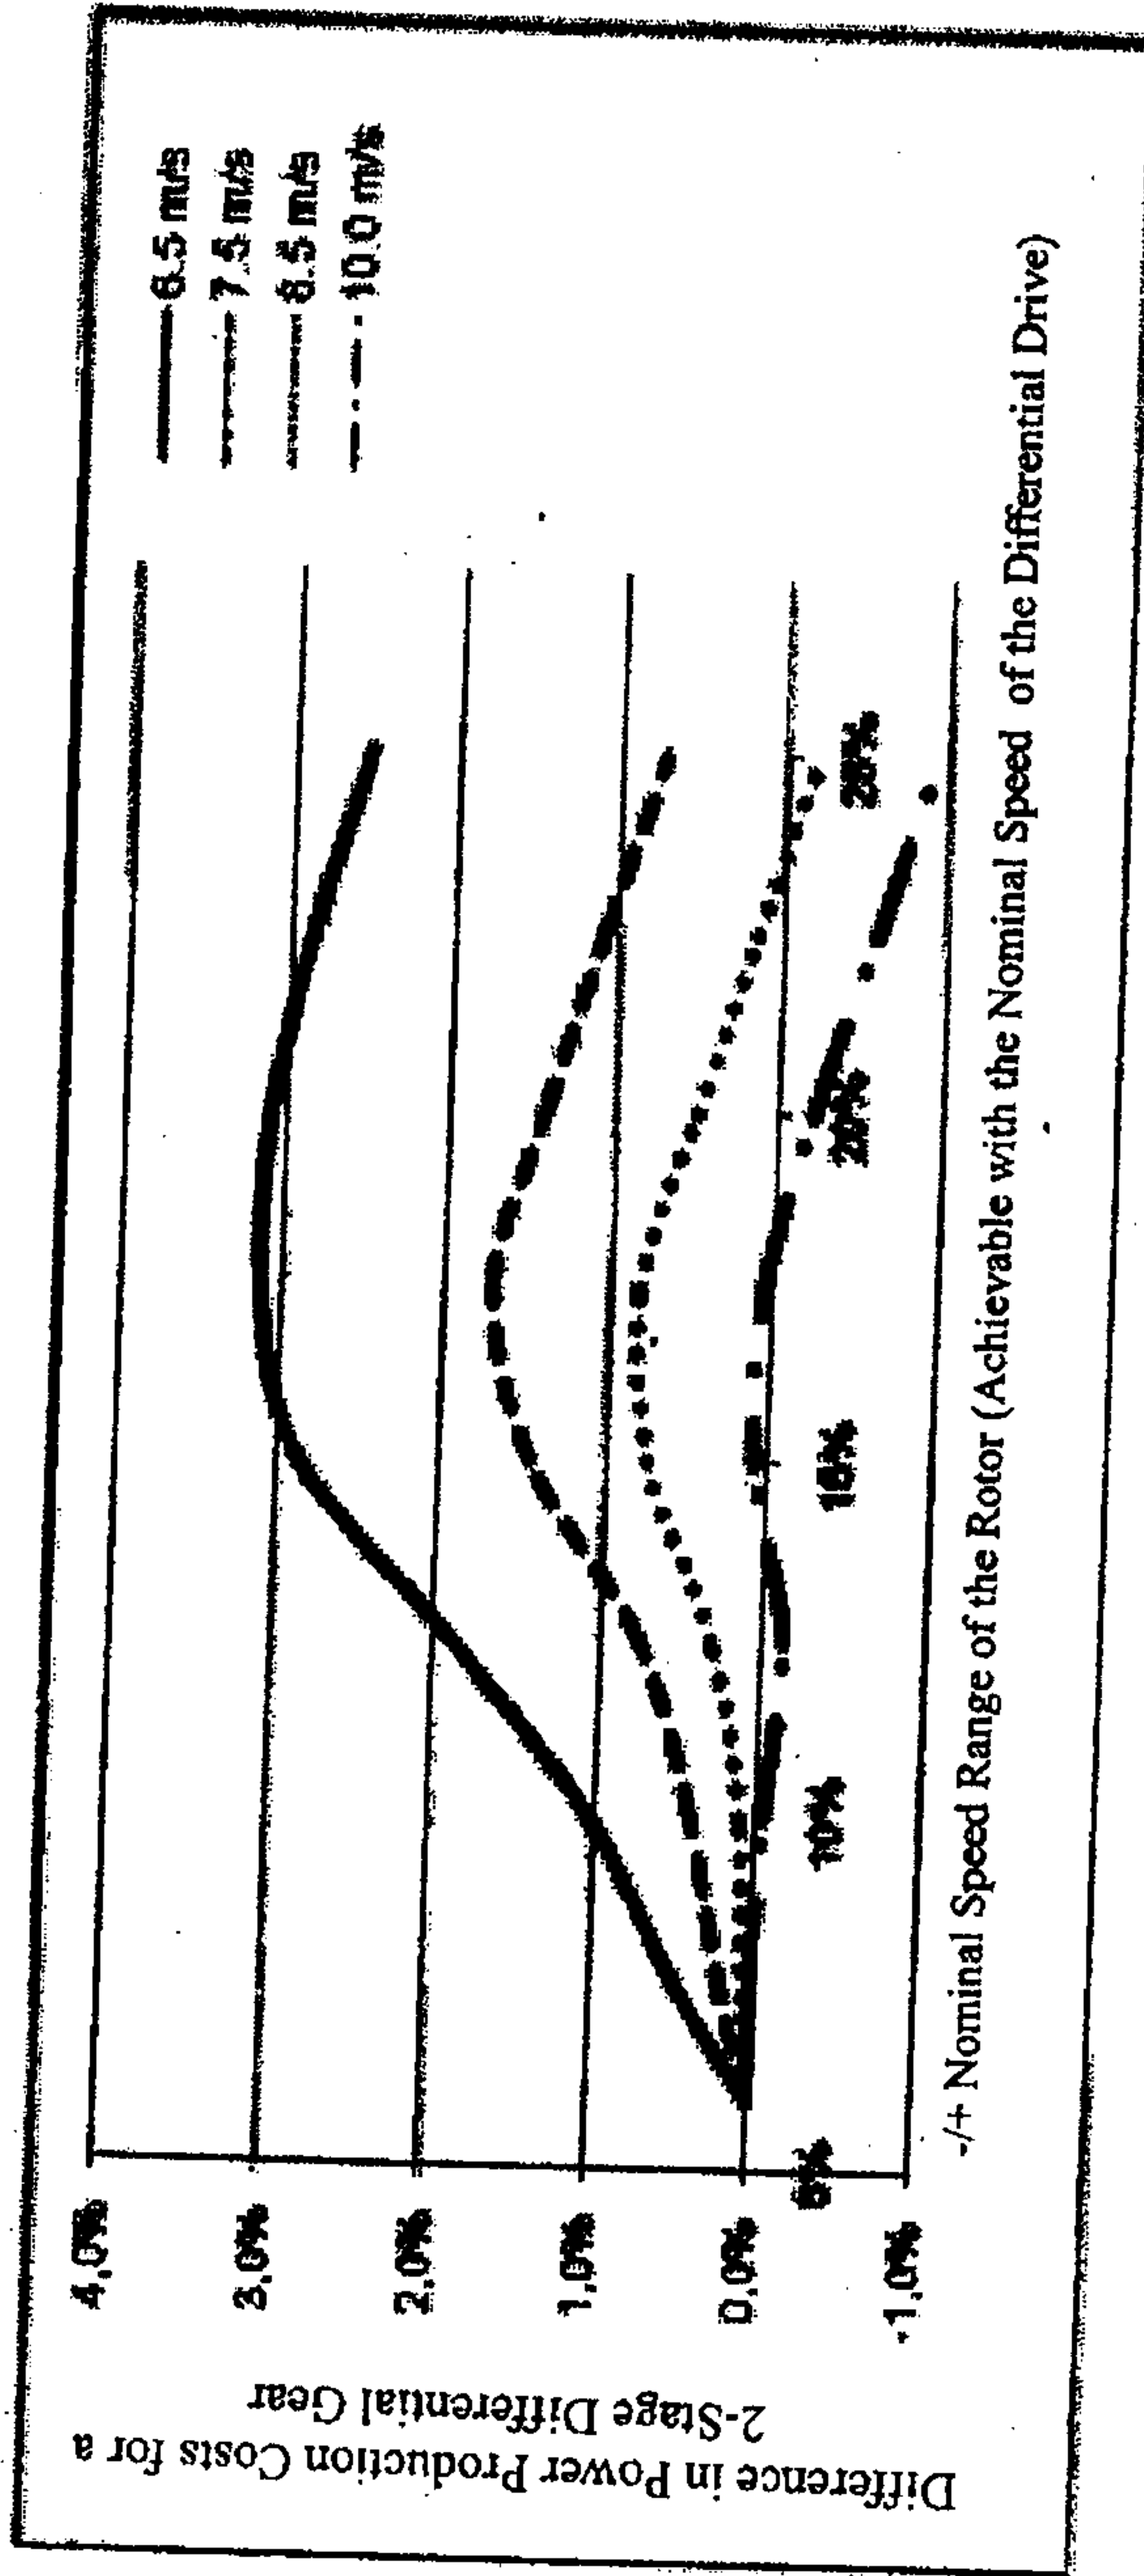 Difference in Power Production Costs for a
2-Stage Differential Gear
4,0%
3,0%
2,0%
1,0%
0,0%
-1,0%
5%
10%
15%
20%
25%
-/+ Nominal Speed Range of the Rotor (Achievable with the Nominal Speed of the Differential Drive)
6.5 m/s
7.5 m/s
8.5 m/s
10.0 m/s